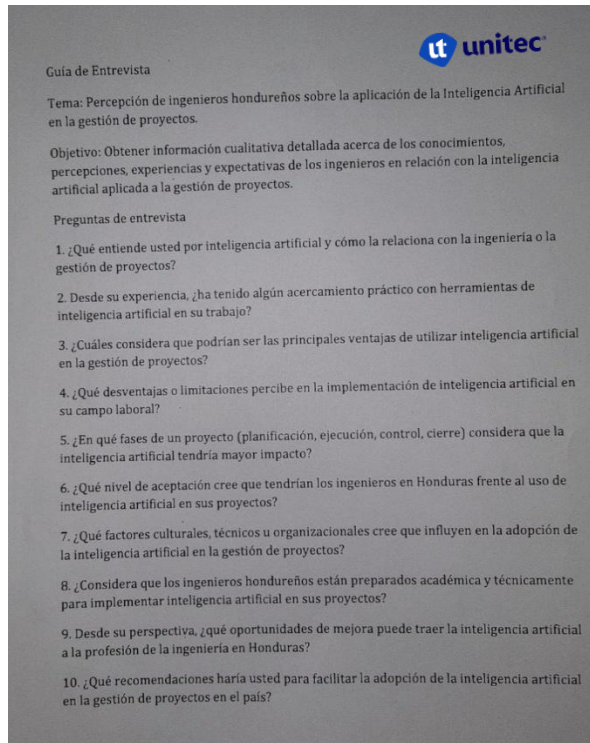 ut unitec
Guía de Entrevista
Tema: Percepción de ingenieros hondureños sobre la aplicación de la Inteligencia Artificial
en la gestión de proyectos.
Objetivo: Obtener información cualitativa detallada acerca de los conocimientos,
percepciones, experiencias y expectativas de los ingenieros en relación con la inteligencia
artificial aplicada a la gestión de proyectos.
Preguntas de entrevista
1. ¿Qué entiende usted por inteligencia artificial y cómo la relaciona con la ingeniería o la
gestión de proyectos?
2. Desde su experiencia, ¿ha tenido algún acercamiento práctico con herramientas de
inteligencia artificial en su trabajo?
3. ¿Cuáles considera que podrían ser las principales ventajas de utilizar inteligencia artificial
en la gestión de proyectos?
4. ¿Qué desventajas o limitaciones percibe en la implementación de inteligencia artificial en
su campo laboral?
5. ¿En qué fases de un proyecto (planificación, ejecución, control, cierre) considera que la
inteligencia artificial tendría mayor impacto?
6. ¿Qué nivel de aceptación cree que tendrían los ingenieros en Honduras frente al uso de
inteligencia artificial en sus proyectos?
7. ¿Qué factores culturales, técnicos u organizacionales cree que influyen en la adopción de
la inteligencia artificial en la gestión de proyectos?
8. ¿Considera que los ingenieros hondureños están preparados académica y técnicamente
para implementar inteligencia artificial en sus proyectos?
9. Desde su perspectiva, ¿qué oportunidades de mejora puede traer la inteligencia artificial
a la profesión de la ingeniería en Honduras?
10. ¿Qué recomendaciones haría usted para facilitar la adopción de la inteligencia artificial
en la gestión de proyectos en el país?